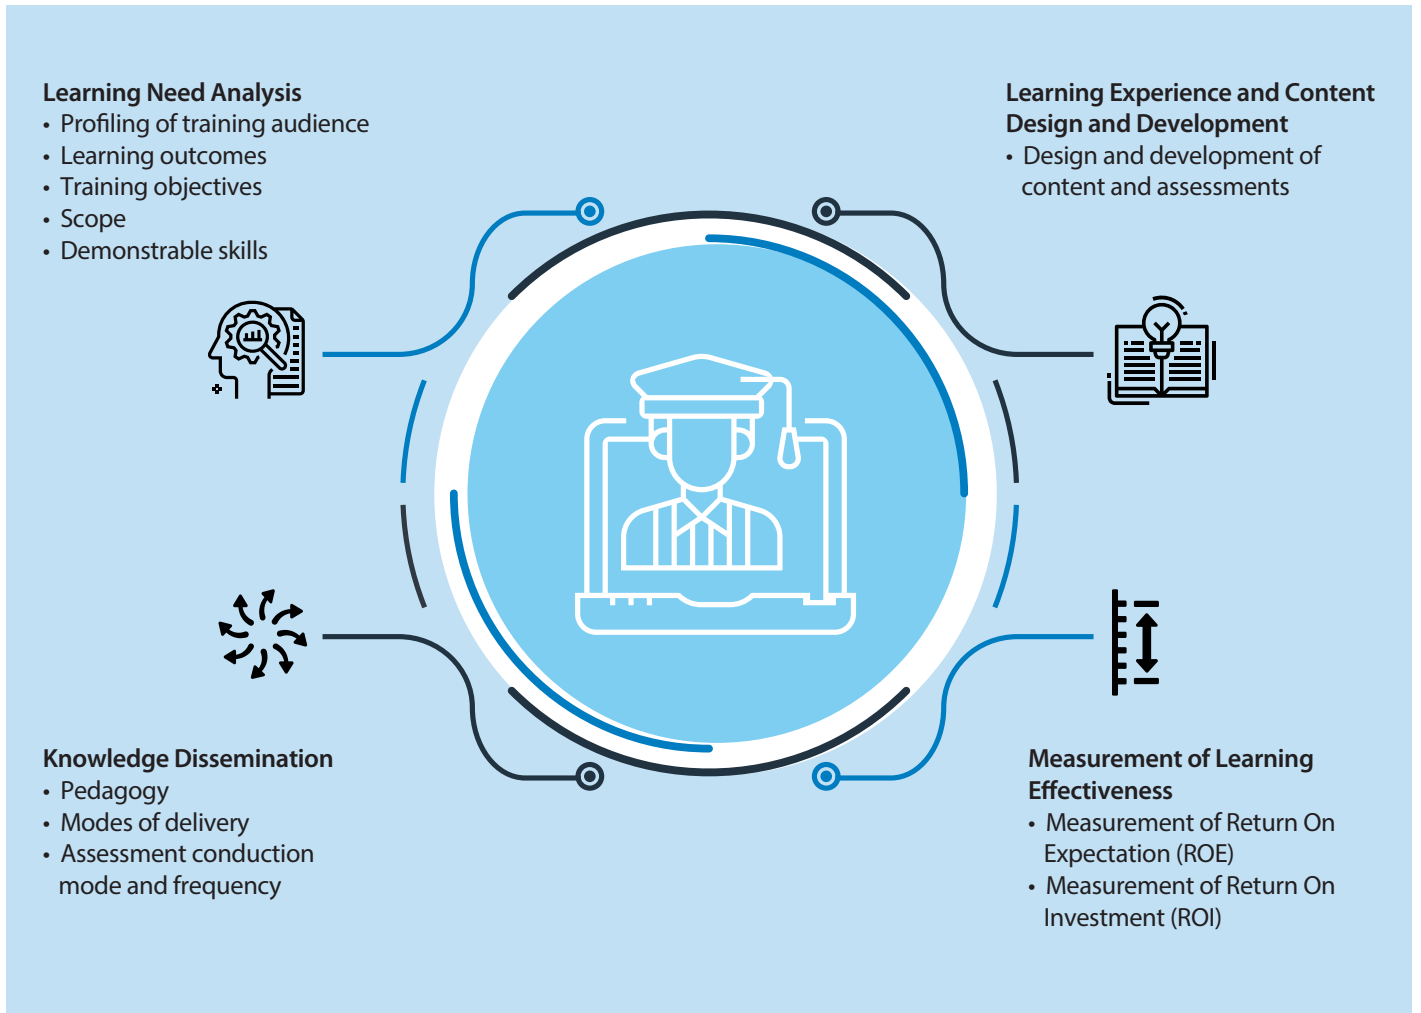 Learning Need Analysis
• Profiling of training audience
• Learning outcomes
• Training objectives
• Scope
• Demonstrable skills
Learning Experience and Content
Design and Development
• Design and development of
content and assessments
Knowledge Dissemination
• Pedagogy
• Modes of delivery
• Assessment conduction
mode and frequency
Measurement of Learning
Effectiveness
• Measurement of Return On
Expectation (ROE)
• Measurement of Return On
Investment (ROI)